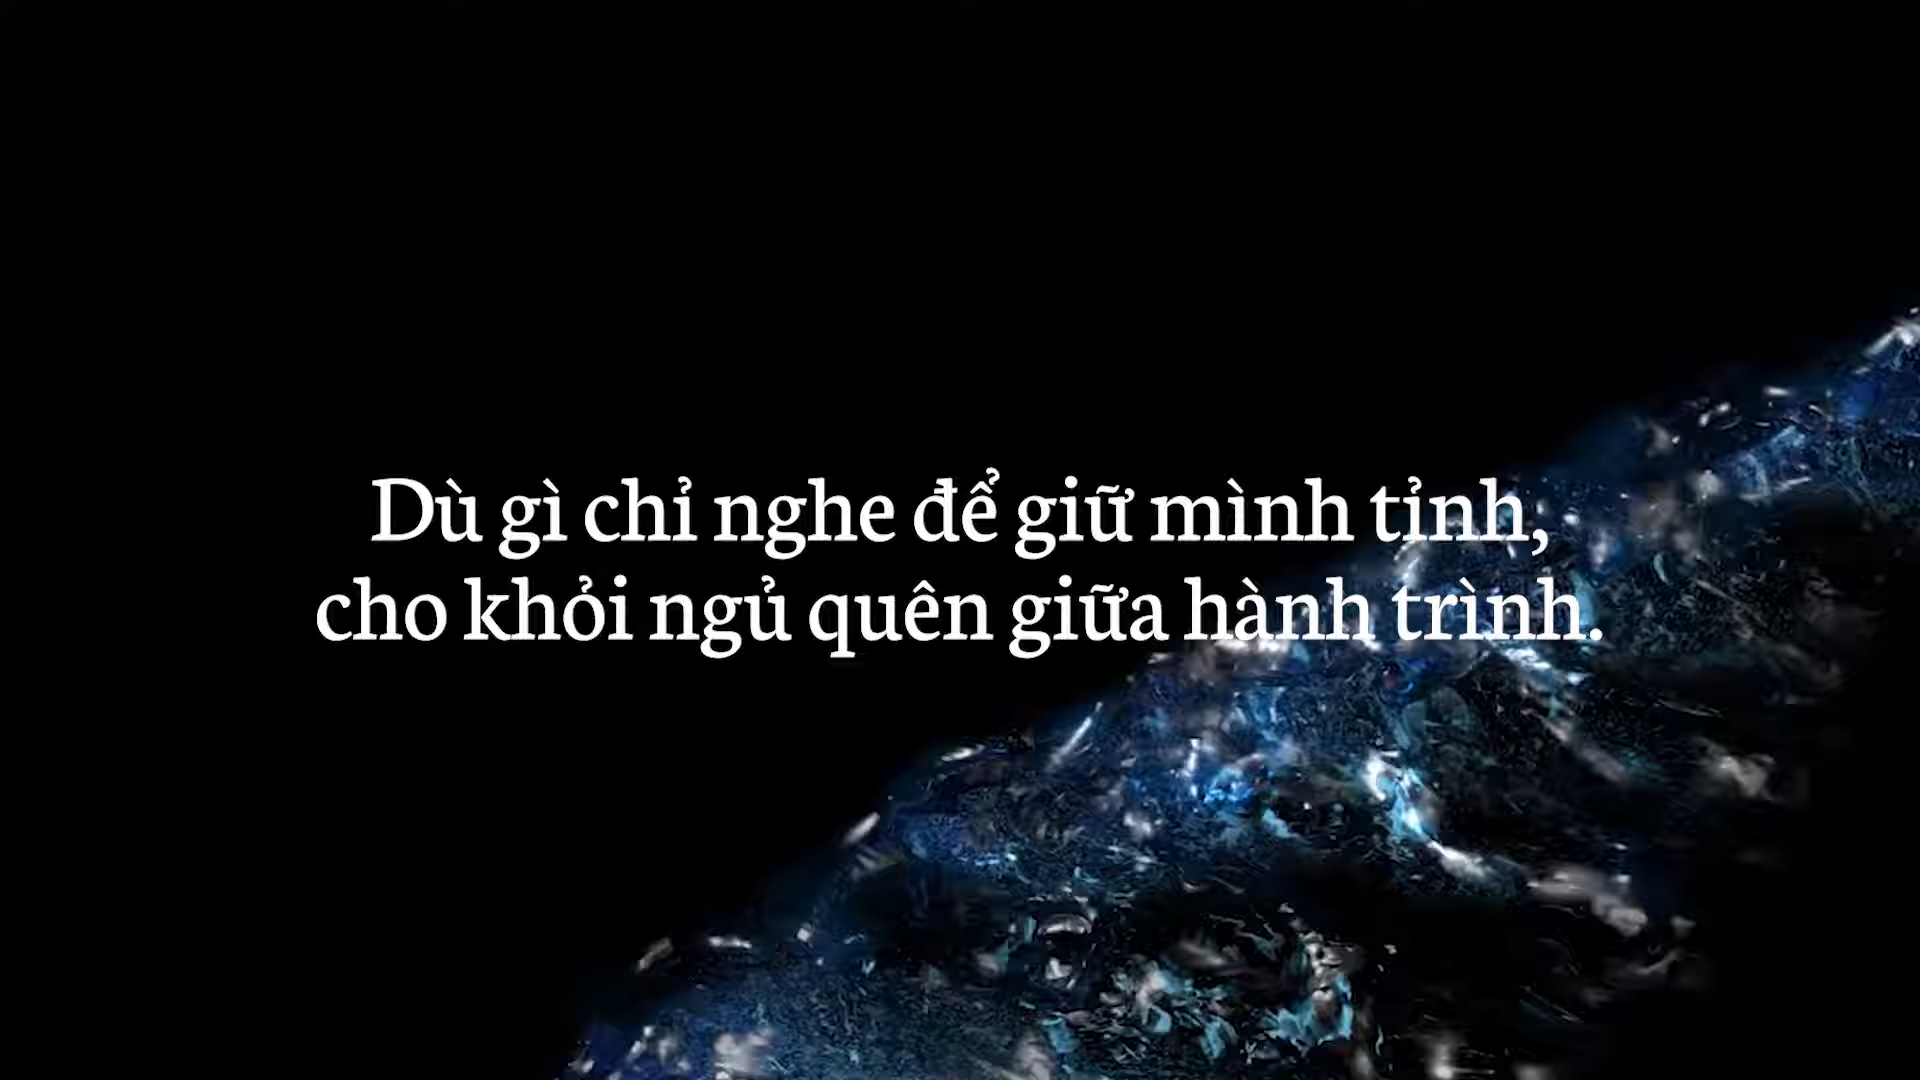 Dù gì chỉ nghe để giữ mình tỉnh,
cho khỏi ngủ quên giữa hành trình.